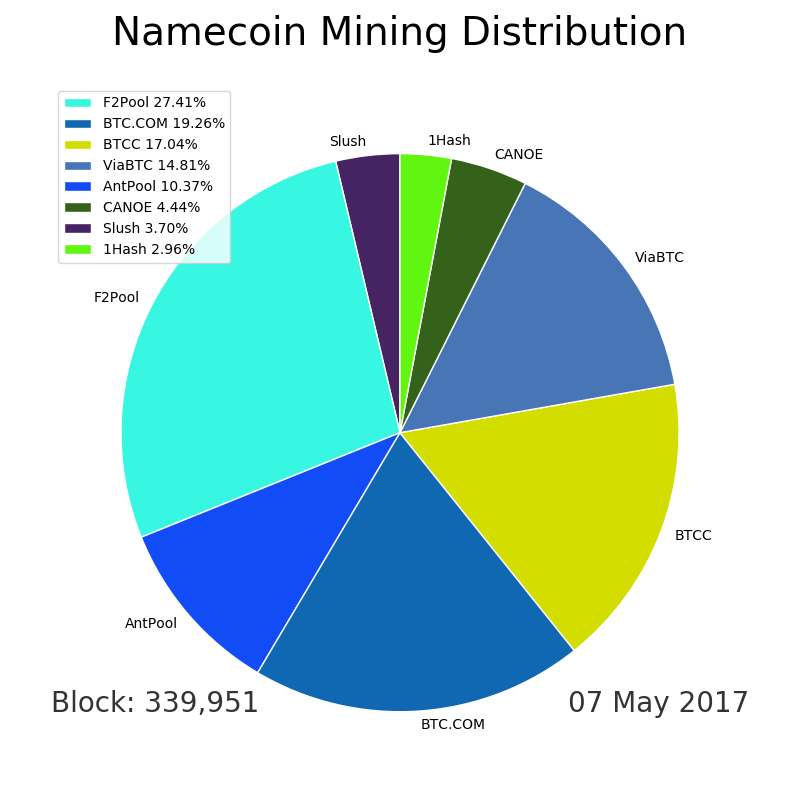 Namecoin Mining Distribution
F2Pool 27.41%
BTC.COM 19.26%
BTCC 17.04%
ViaBTC 14.81%
AntPool 10.37%
CANOE 4.44%
Slush 3.70%
1Hash 2.96%
Slush
1Hash
CANOE
ViaBTC
F2Pool
BTCC
AntPool
BTC.COM
Block: 339,951
07 May 2017